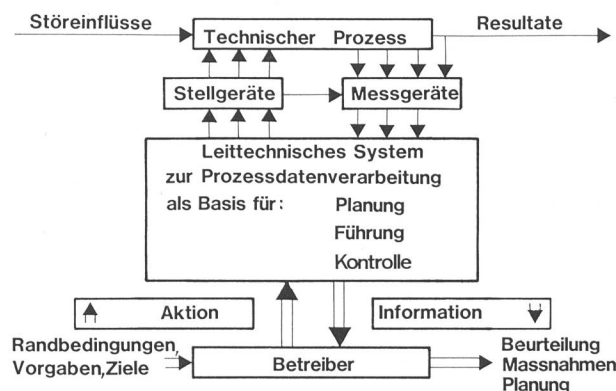 Störeinflüsse
Technischer Prozess
Resultate
Stellgeräte
Messgeräte
Leittechnisches System
zur Prozessdatenverarbeitung
als Basis für: Planung
Führung
Kontrolle
Aktion
Information
Randbedingungen,
Vorgaben,Ziele
Betreiber
Beurteilung
Massnahmen
Planung